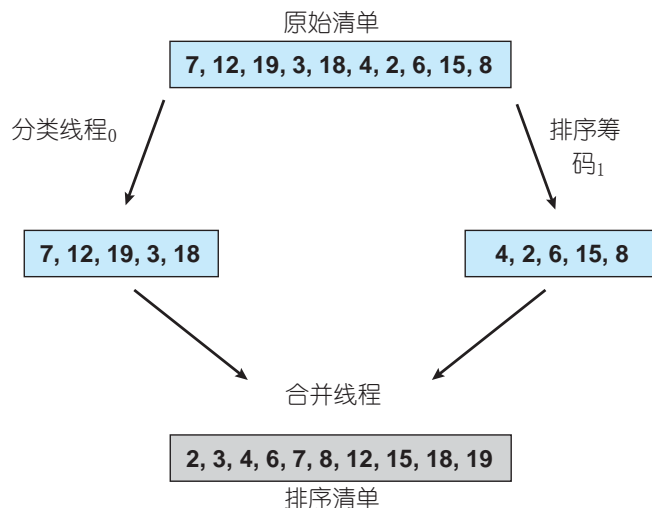 原始清单
7, 12, 19, 3, 18, 4, 2, 6, 15, 8
分类线程0
排序筹
码1
7, 12, 19, 3, 18
4, 2, 6, 15, 8
合并线程
2, 3, 4, 6, 7, 8, 12, 15, 18, 19
排序清单